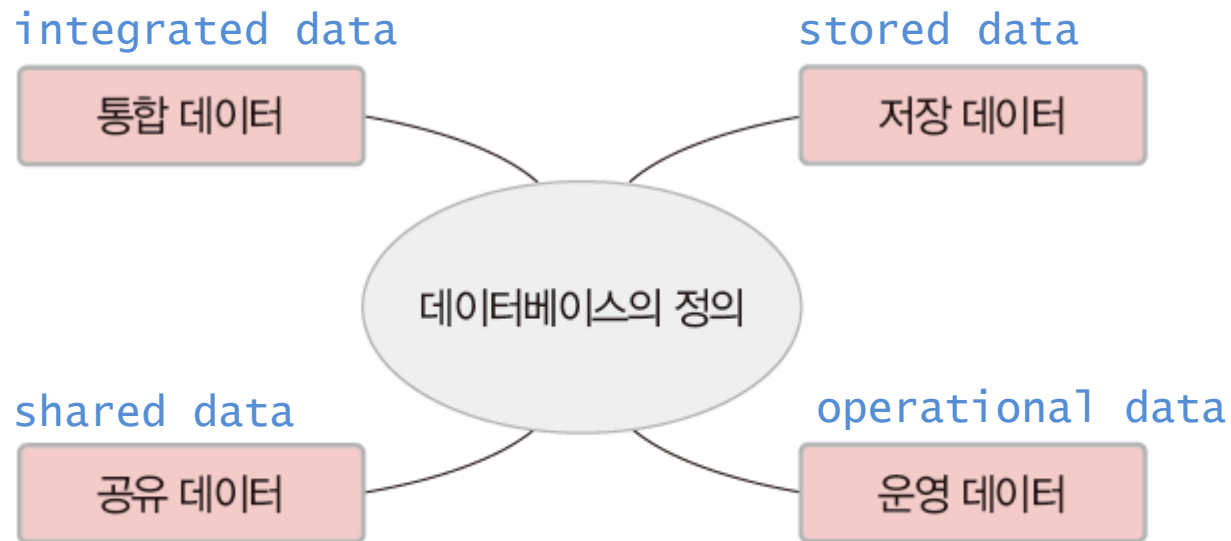 integrated data
stored data
통합 데이터
저장 데이터
데이터베이스의 정의
shared data
operational data
공유 데이터
운영 데이터